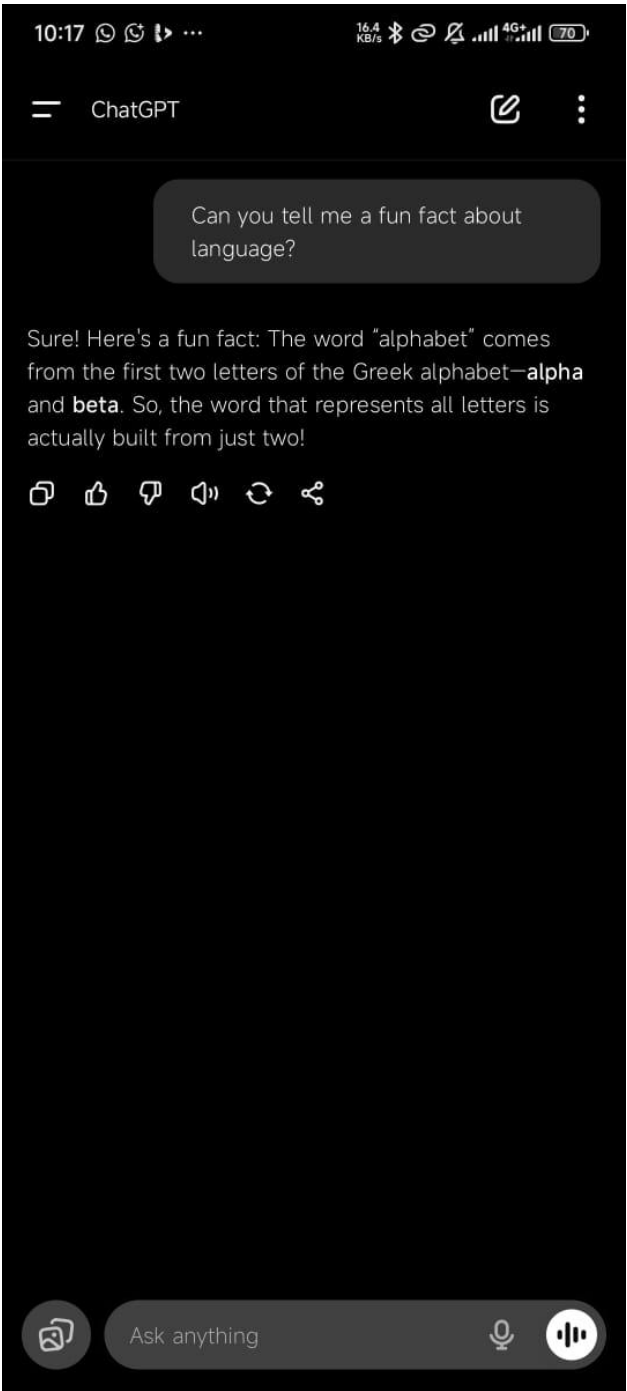 10:17 ... 16.4 KB/s 4G+ 70
ChatGPT
Can you tell me a fun fact about
language?
Sure! Here's a fun fact: The word “alphabet” comes
from the first two letters of the Greek alphabet—alpha
and beta. So, the word that represents all letters is
actually built from just two!
Ask anything